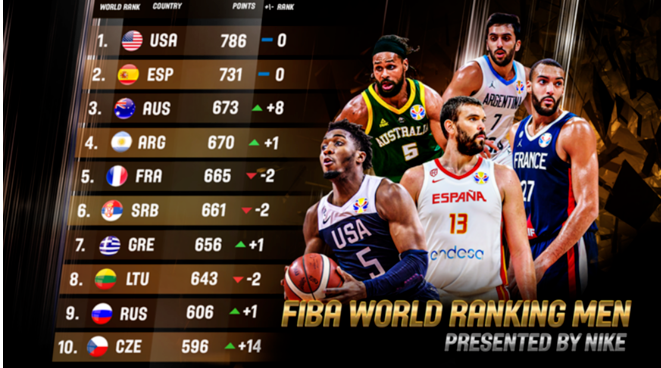 WORLD RANK COUNTRY POINTS +\- RANK
1. USA 786 0
2. ESP 731 0
3. AUS 673 +8
4. ARG 670 +1
5. FRA 665 -2
6. SRB 661 -2
7. GRE 656 +1
8. LTU 643 -2
9. RUS 606 +1
10. CZE 596 +14
ARGENTINA
7
AUSTRALIA
5
FRANCE
27
ESPAÑA
13
endesa
USA
5
FIBA WORLD RANKING MEN
PRESENTED BY NIKE